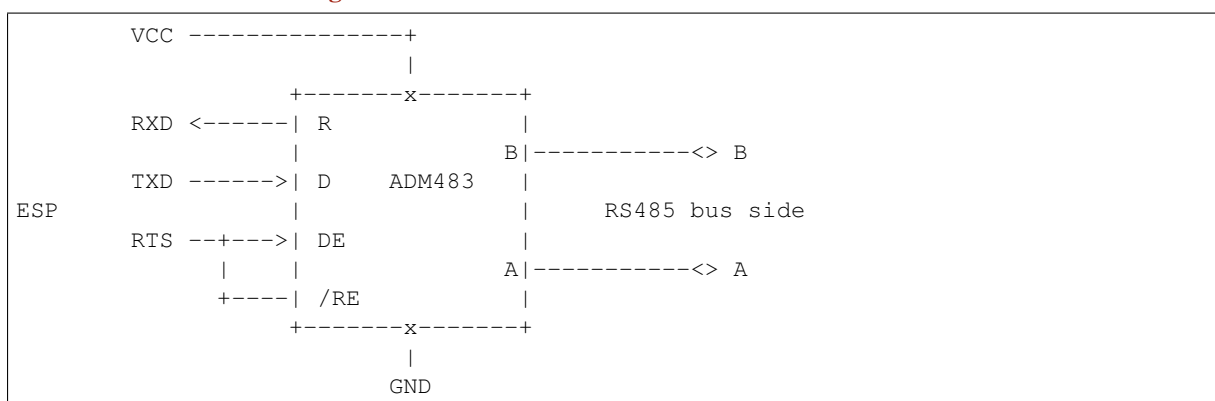 VCC ---------------+
|
+-------x-------+
RXD <------| R |
| B|-----------<> B
TXD ------>| D ADM483 |
ESP | | RS485 bus side
RTS --+--->| DE |
| | A|-----------<> A
+----| /RE |
+-------x-------+
|
GND